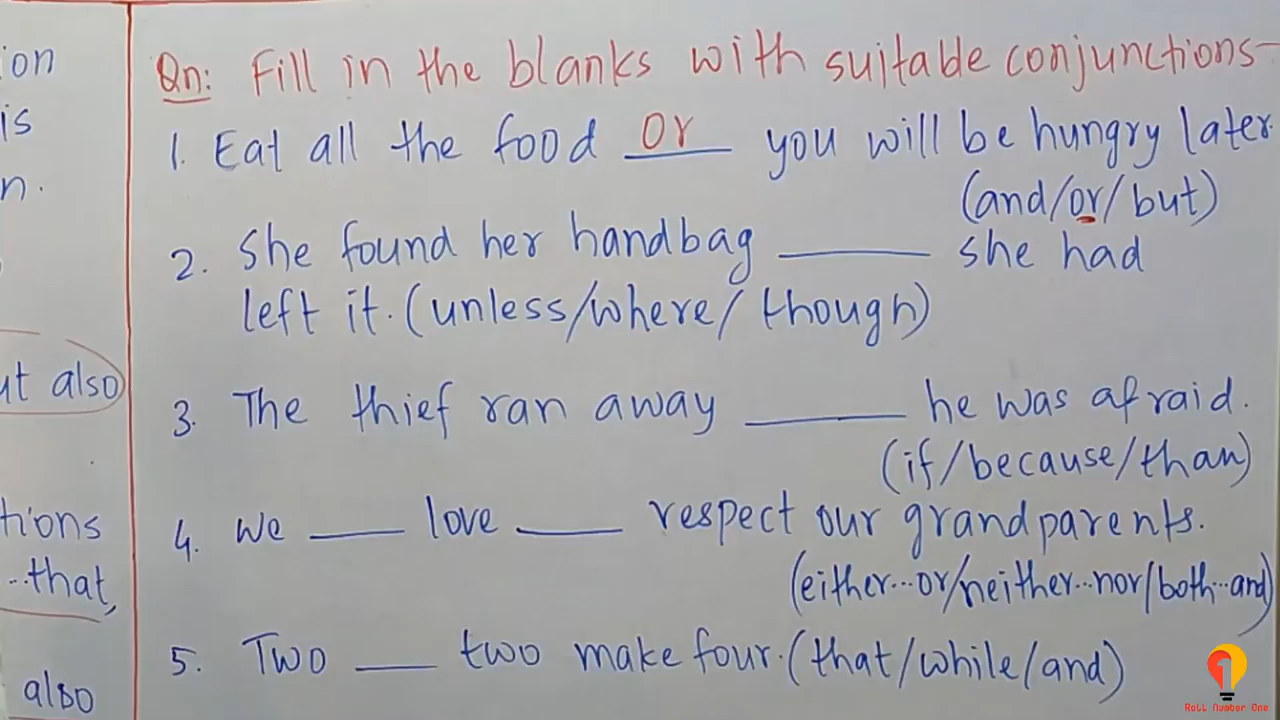 ion
is
n.
ut also
tions
...that,
also
Qn: Fill in the blanks with suitable conjunctions-
1. Eat all the food or you will be hungry later.
(and/or/but)
2. She found her handbag ______ she had
left it. (unless/where/though)
3. The thief ran away ______ he was afraid.
(if/because/than)
4. We ____ love ____ respect our grandparents.
(either...or/neither...nor/both...and)
5. Two ____ two make four. (that/while/and)
1
Roll Number One